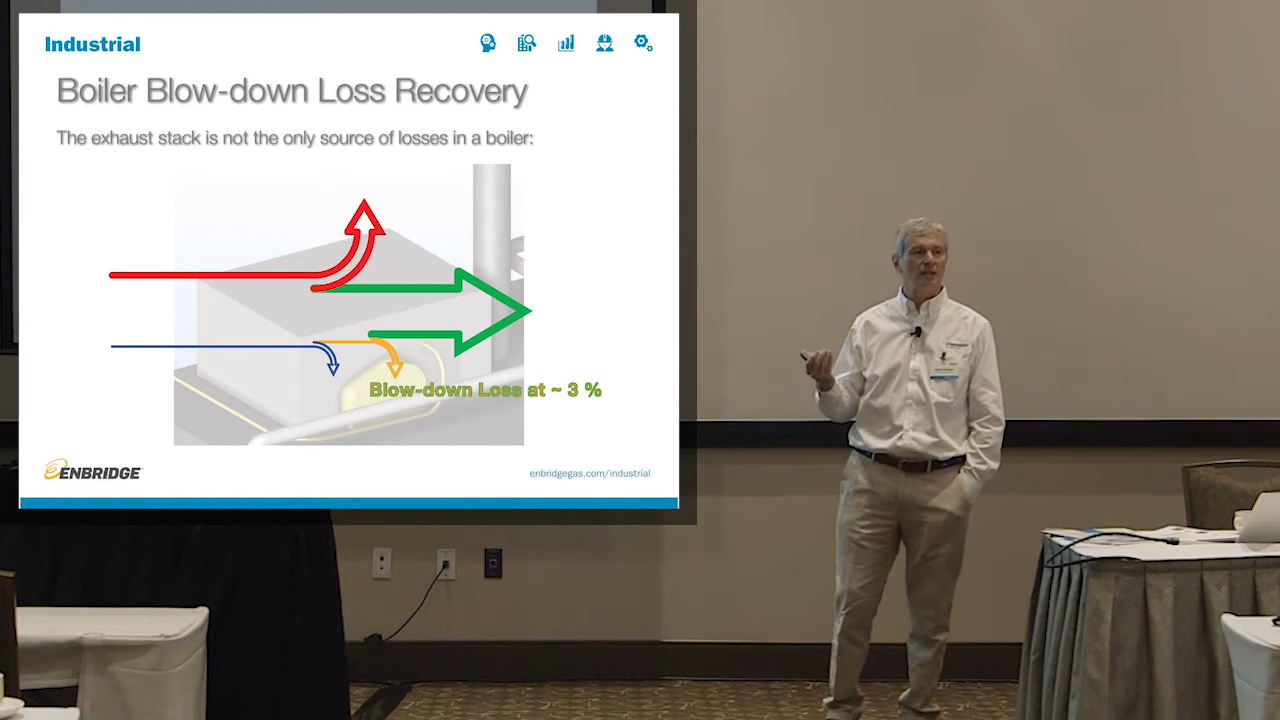 Industrial
Boiler Blow-down Loss Recovery
The exhaust stack is not the only source of losses in a boiler:
Blow-down Loss at ~ 3 %
ENBRIDGE
enbridgegas.com/industrial